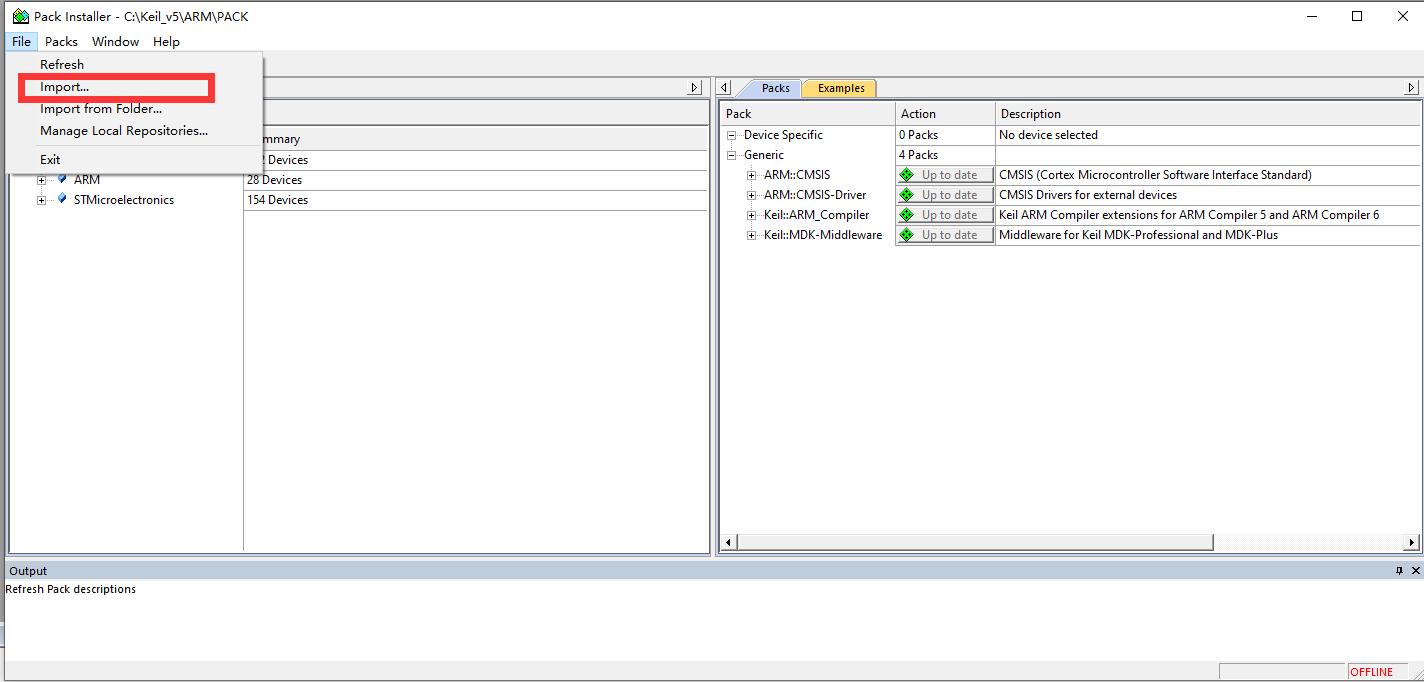 Pack Installer - C:\Keil_v5\ARM\PACK
File Packs Window Help
Refresh
Import...
Import from Folder...
Manage Local Repositories...
Exit
Devices
ARM 28 Devices
STMicroelectronics 154 Devices
Packs Examples
Pack Action Description
Device Specific 0 Packs No device selected
Generic 4 Packs
ARM::CMSIS Up to date CMSIS (Cortex Microcontroller Software Interface Standard)
ARM::CMSIS-Driver Up to date CMSIS Drivers for external devices
Keil::ARM_Compiler Up to date Keil ARM Compiler extensions for ARM Compiler 5 and ARM Compiler 6
Keil::MDK-Middleware Up to date Middleware for Keil MDK-Professional and MDK-Plus
Output
Refresh Pack descriptions
OFFLINE